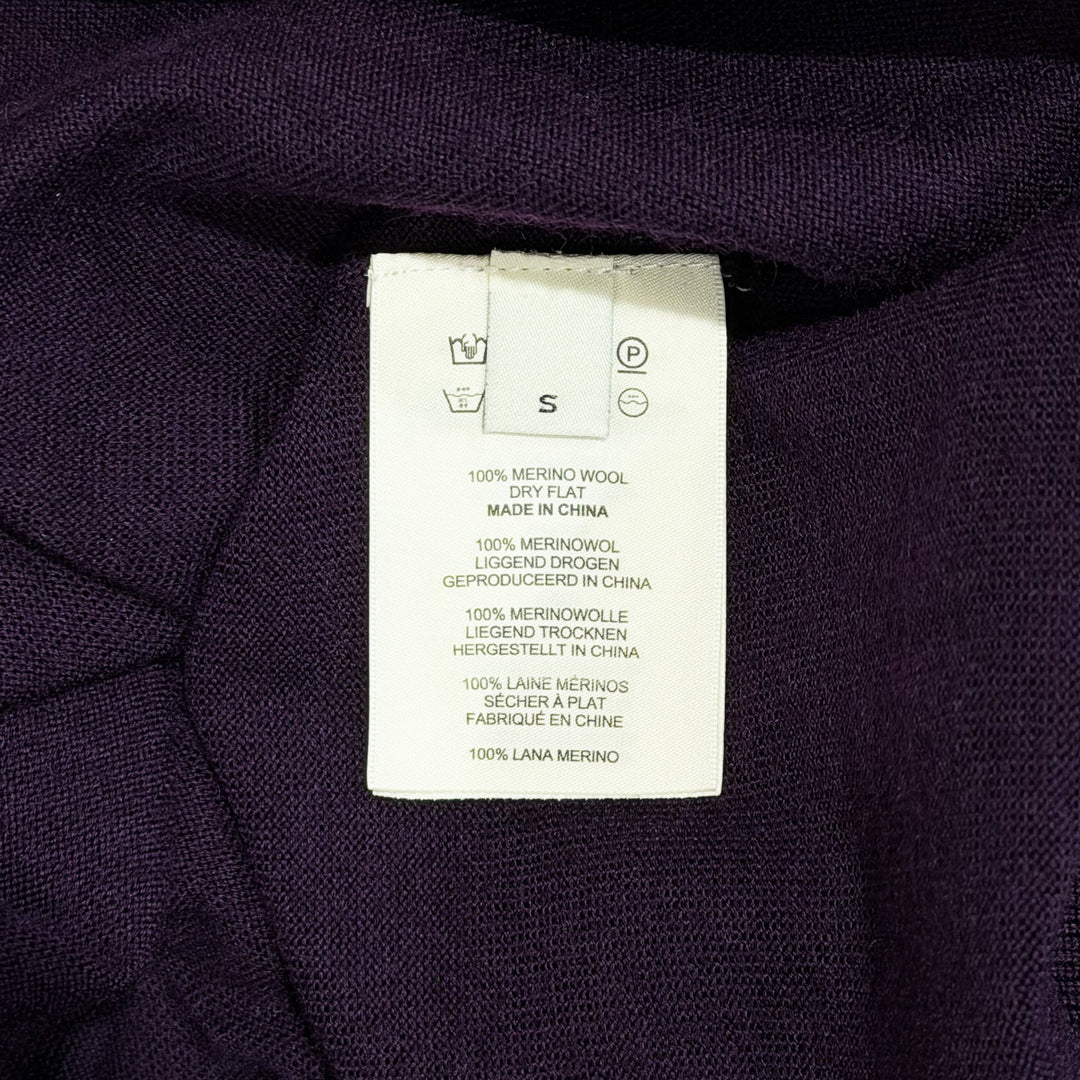 P
S
100% MERINO WOOL
DRY FLAT
MADE IN CHINA
100% MERINOWOL
LIGGEND DROGEN
GEPRODUCEERD IN CHINA
100% MERINOWOLLE
LIEGEND TROCKNEN
HERGESTELLT IN CHINA
100% LAINE MÉRINOS
SÉCHER À PLAT
FABRIQUÉ EN CHINE
100% LANA MERINO